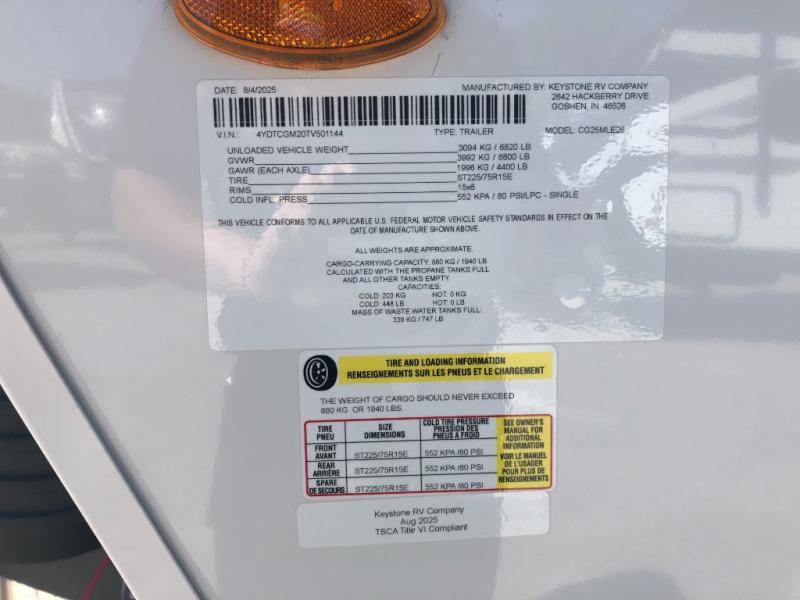 DATE: 8/4/2025 MANUFACTURED BY: KEYSTONE RV COMPANY
2642 HACKBERRY DRIVE
GOSHEN, IN 46526
V.I.N.: 4YDTCGM20TV501144 TYPE: TRAILER MODEL: CG25MLE26
UNLOADED VEHICLE WEIGHT 3094 KG / 6820 LB
GVWR 3992 KG / 8800 LB
GAWR (EACH AXLE) 1996 KG / 4400 LB
TIRE ST225/75R15E
RIMS 15x6
COLD INFL. PRESS 552 KPA / 80 PSI/LPC - SINGLE
THIS VEHICLE CONFORMS TO ALL APPLICABLE U.S. FEDERAL MOTOR VEHICLE SAFETY STANDARDS IN EFFECT ON THE
DATE OF MANUFACTURE SHOWN ABOVE.
ALL WEIGHTS ARE APPROXIMATE.
CARGO-CARRYING CAPACITY: 880 KG / 1940 LB
CALCULATED WITH THE PROPANE TANKS FULL
AND ALL OTHER TANKS EMPTY.
CAPACITIES:
COLD: 203 KG HOT: 0 KG
COLD: 448 LB HOT: 0 LB
MASS OF WASTE WATER TANKS FULL:
339 KG / 747 LB
TIRE AND LOADING INFORMATION
RENSEIGNEMENTS SUR LES PNEUS ET LE CHARGEMENT
THE WEIGHT OF CARGO SHOULD NEVER EXCEED
880 KG OR 1940 LBS.
TIRE
PNEU
SIZE
DIMENSIONS
COLD TIRE PRESSURE
PRESSION DES
PNEUS A FROID
FRONT
AVANT
ST225/75R15E
552 KPA /80 PSI
REAR
ARRIÈRE
ST225/75R15E
552 KPA /80 PSI
SPARE
DE SECOURS
ST225/75R15E
552 KPA /80 PSI
SEE OWNER'S
MANUAL FOR
ADDITIONAL
INFORMATION
VOIR LE MANUEL
DE L'USAGER
POUR PLUS DE
RENSEIGNEMENTS
Keystone RV Company
Aug 2025
TSCA Title VI Compliant